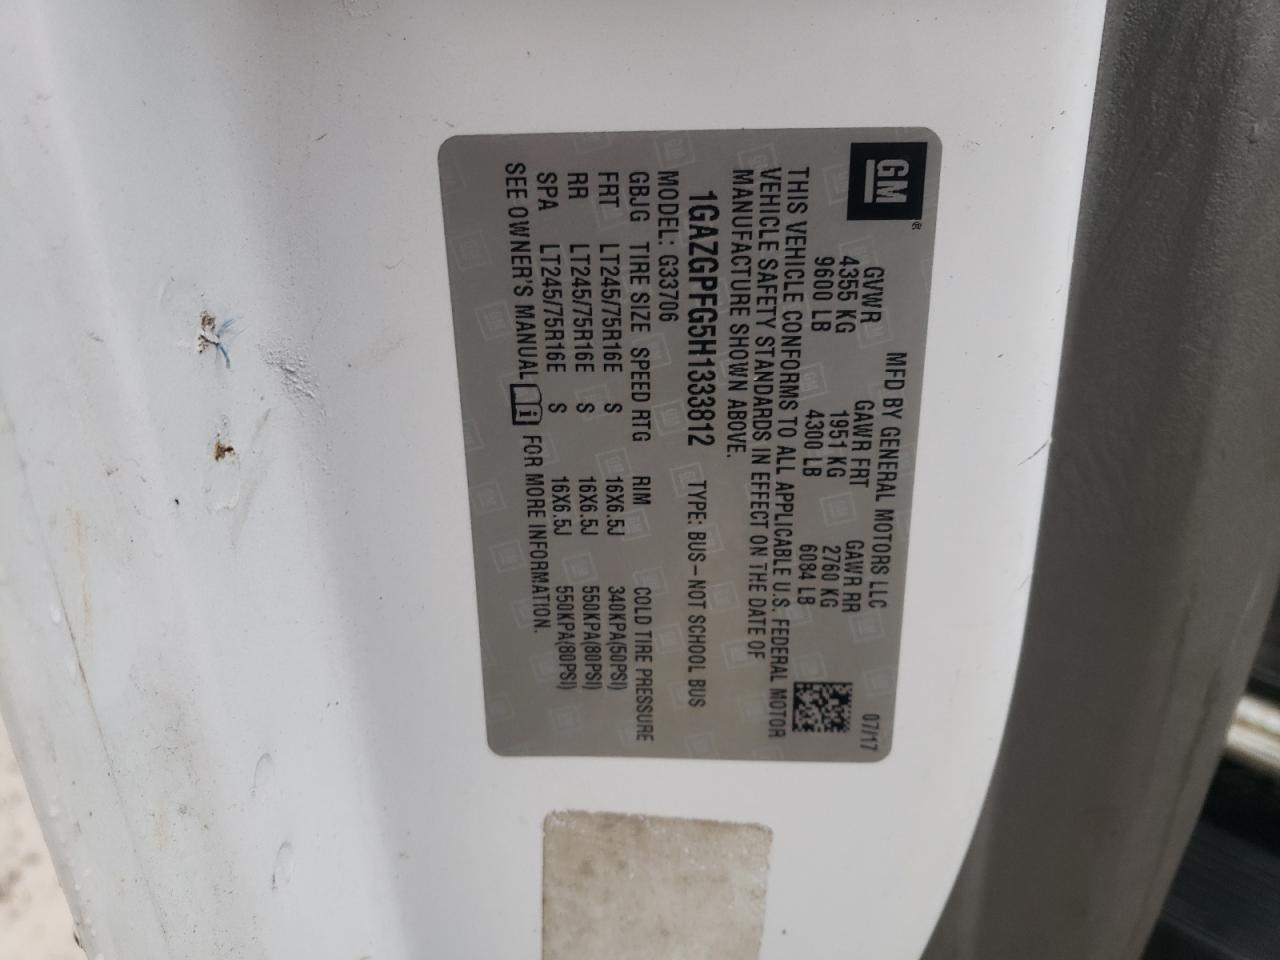 GM®
MFD BY GENERAL MOTORS LLC 07/17
GVWR GAWR FRT GAWR RR
4355 KG 1951 KG 2760 KG
9600 LB 4300 LB 6084 LB
THIS VEHICLE CONFORMS TO ALL APPLICABLE U.S. FEDERAL MOTOR
VEHICLE SAFETY STANDARDS IN EFFECT ON THE DATE OF
MANUFACTURE SHOWN ABOVE.
1GAZGPFG5H1333812 TYPE: BUS – NOT SCHOOL BUS
MODEL: G33706
GBJG TIRE SIZE SPEED RTG RIM COLD TIRE PRESSURE
FRT LT245/75R16E S 16X6.5J 340KPA(50PSI)
RR LT245/75R16E S 16X6.5J 550KPA(80PSI)
SPA LT245/75R16E S 16X6.5J 550KPA(80PSI)
SEE OWNER'S MANUAL i FOR MORE INFORMATION.